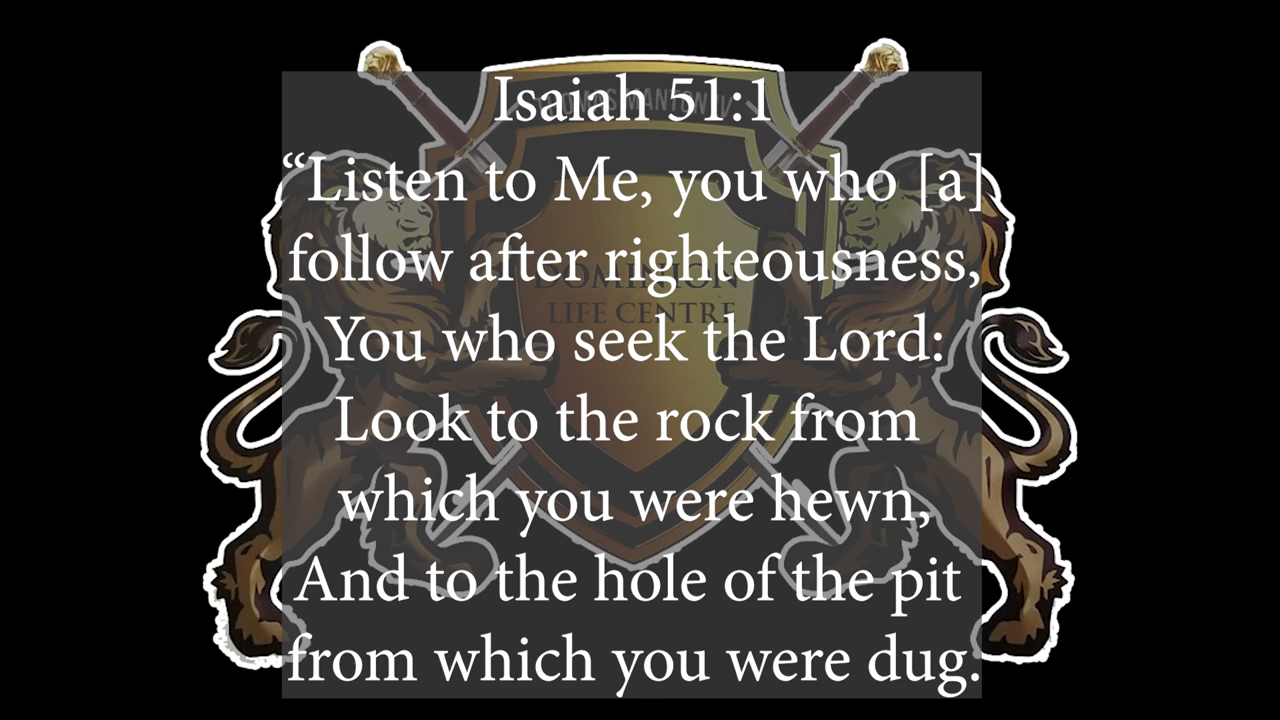 Isaiah 51:1
“Listen to Me, you who [a]
follow after righteousness,
You who seek the Lord:
Look to the rock from
which you were hewn,
And to the hole of the pit
from which you were dug.
DOMINION
LIFE CENTRE